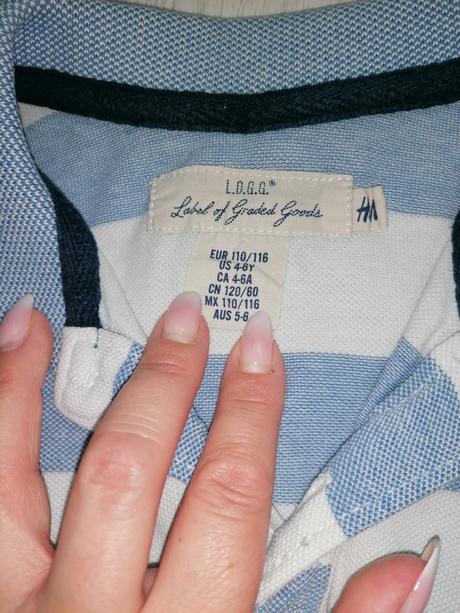 L.O.G.G.®
Label of Graded Goods
H&M
EUR 110/116
US 4-6Y
CA 4-6A
CN 120/60
MX 110/116
AUS 5-6